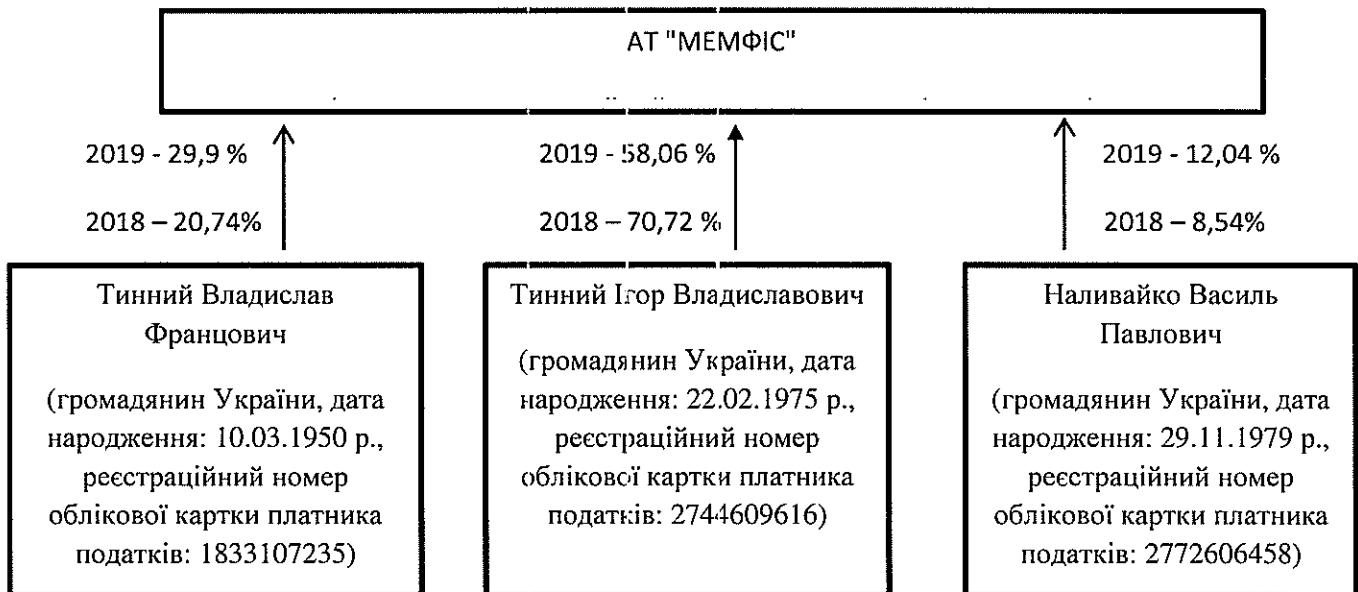 АТ "МЕМФІС"
2019 - 29,9 %
2018 – 20,74%
2019 - 58,06 %
2018 – 70,72 %
2019 - 12,04 %
2018 – 8,54%
Тинний Владислав
Францович
(громадянин України, дата
народження: 10.03.1950 р.,
реєстраційний номер
облікової картки платника
податків: 1833107235)
Тинний Ігор Владиславович
(громадянин України, дата
народження: 22.02.1975 р.,
реєстраційний номер
облікової картки платника
податків: 2744609616)
Наливайко Василь
Павлович
(громадянин України, дата
народження: 29.11.1979 р.,
реєстраційний номер
облікової картки платника
податків: 2772606458)